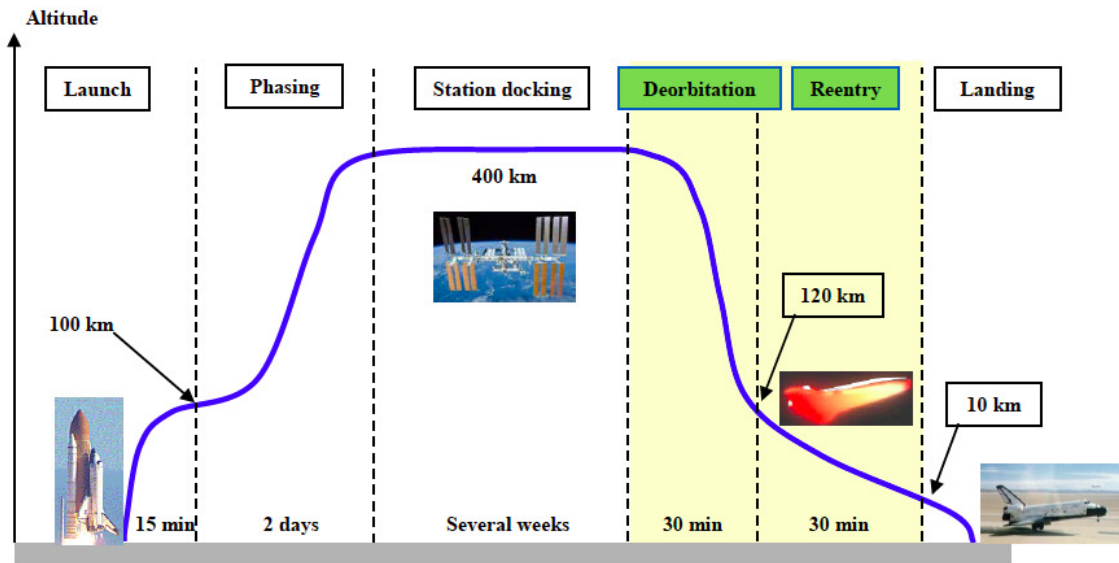 Altitude
Launch
Phasing
Station docking
Deorbitation
Reentry
Landing
400 km
100 km
120 km
10 km
15 min
2 days
Several weeks
30 min
30 min